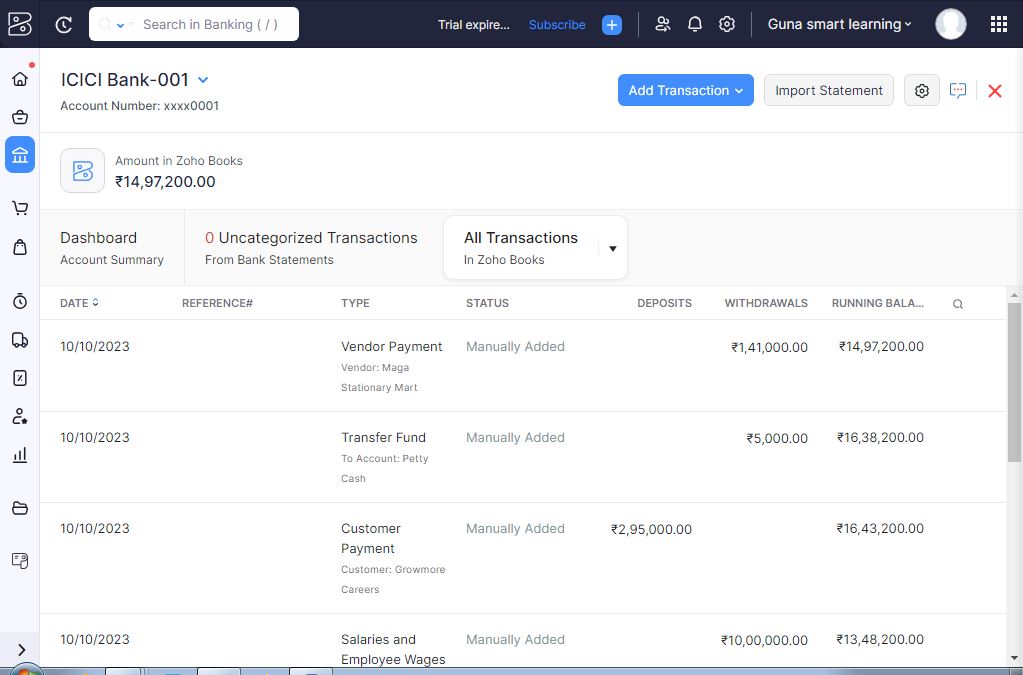 Search in Banking ( / )
Trial expire...
Subscribe
Guna smart learning
ICICI Bank-001
Account Number: xxxx0001
Add Transaction
Import Statement
Amount in Zoho Books
₹14,97,200.00
Dashboard
Account Summary
0 Uncategorized Transactions
From Bank Statements
All Transactions
In Zoho Books
DATE REFERENCE# TYPE STATUS DEPOSITS WITHDRAWALS RUNNING BALA...
10/10/2023 Vendor Payment Manually Added ₹1,41,000.00 ₹14,97,200.00
Vendor: Maga
Stationary Mart
10/10/2023 Transfer Fund Manually Added ₹5,000.00 ₹16,38,200.00
To Account: Petty
Cash
10/10/2023 Customer Manually Added ₹2,95,000.00 ₹16,43,200.00
Payment
Customer: Growmore
Careers
10/10/2023 Salaries and Manually Added ₹10,00,000.00 ₹13,48,200.00
Employee Wages